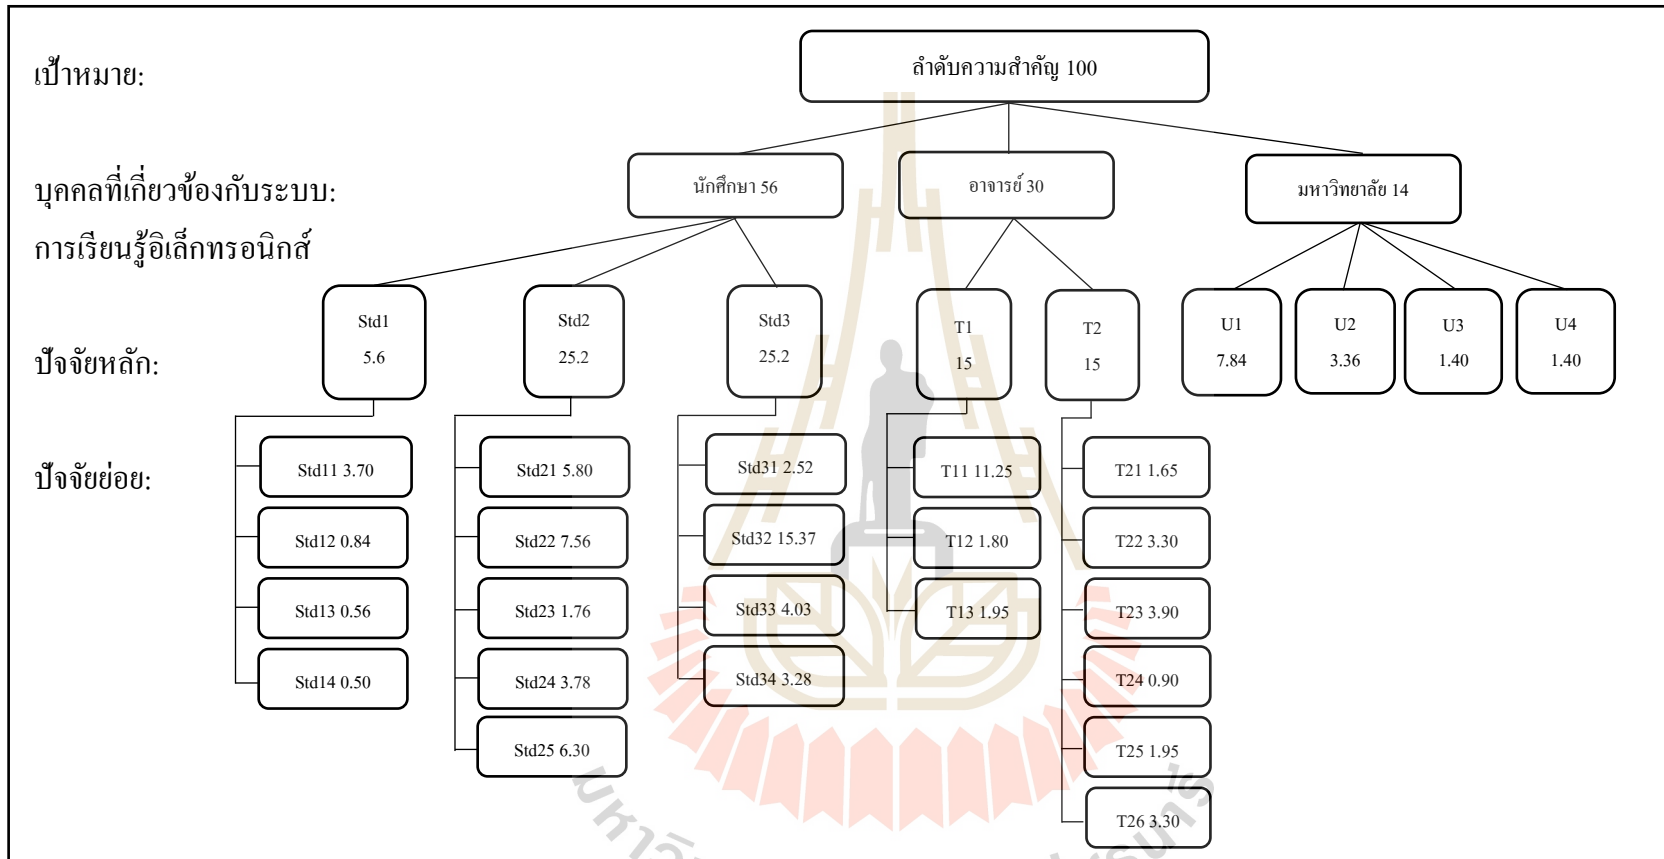 เป้าหมาย:
ลำดับความสำคัญ 100
บุคคลที่เกี่ยวข้องกับระบบ:
การเรียนรู้อิเล็กทรอนิกส์
นักศึกษา 56
อาจารย์ 30
มหาวิทยาลัย 14
ปัจจัยหลัก:
Std1
5.6
Std2
25.2
Std3
25.2
T1
15
T2
15
U1
7.84
U2
3.36
U3
1.40
U4
1.40
ปัจจัยย่อย:
Std11 3.70
Std12 0.84
Std13 0.56
Std14 0.50
Std21 5.80
Std22 7.56
Std23 1.76
Std24 3.78
Std25 6.30
Std31 2.52
Std32 15.37
Std33 4.03
Std34 3.28
T11 11.25
T12 1.80
T13 1.95
T21 1.65
T22 3.30
T23 3.90
T24 0.90
T25 1.95
T26 3.30